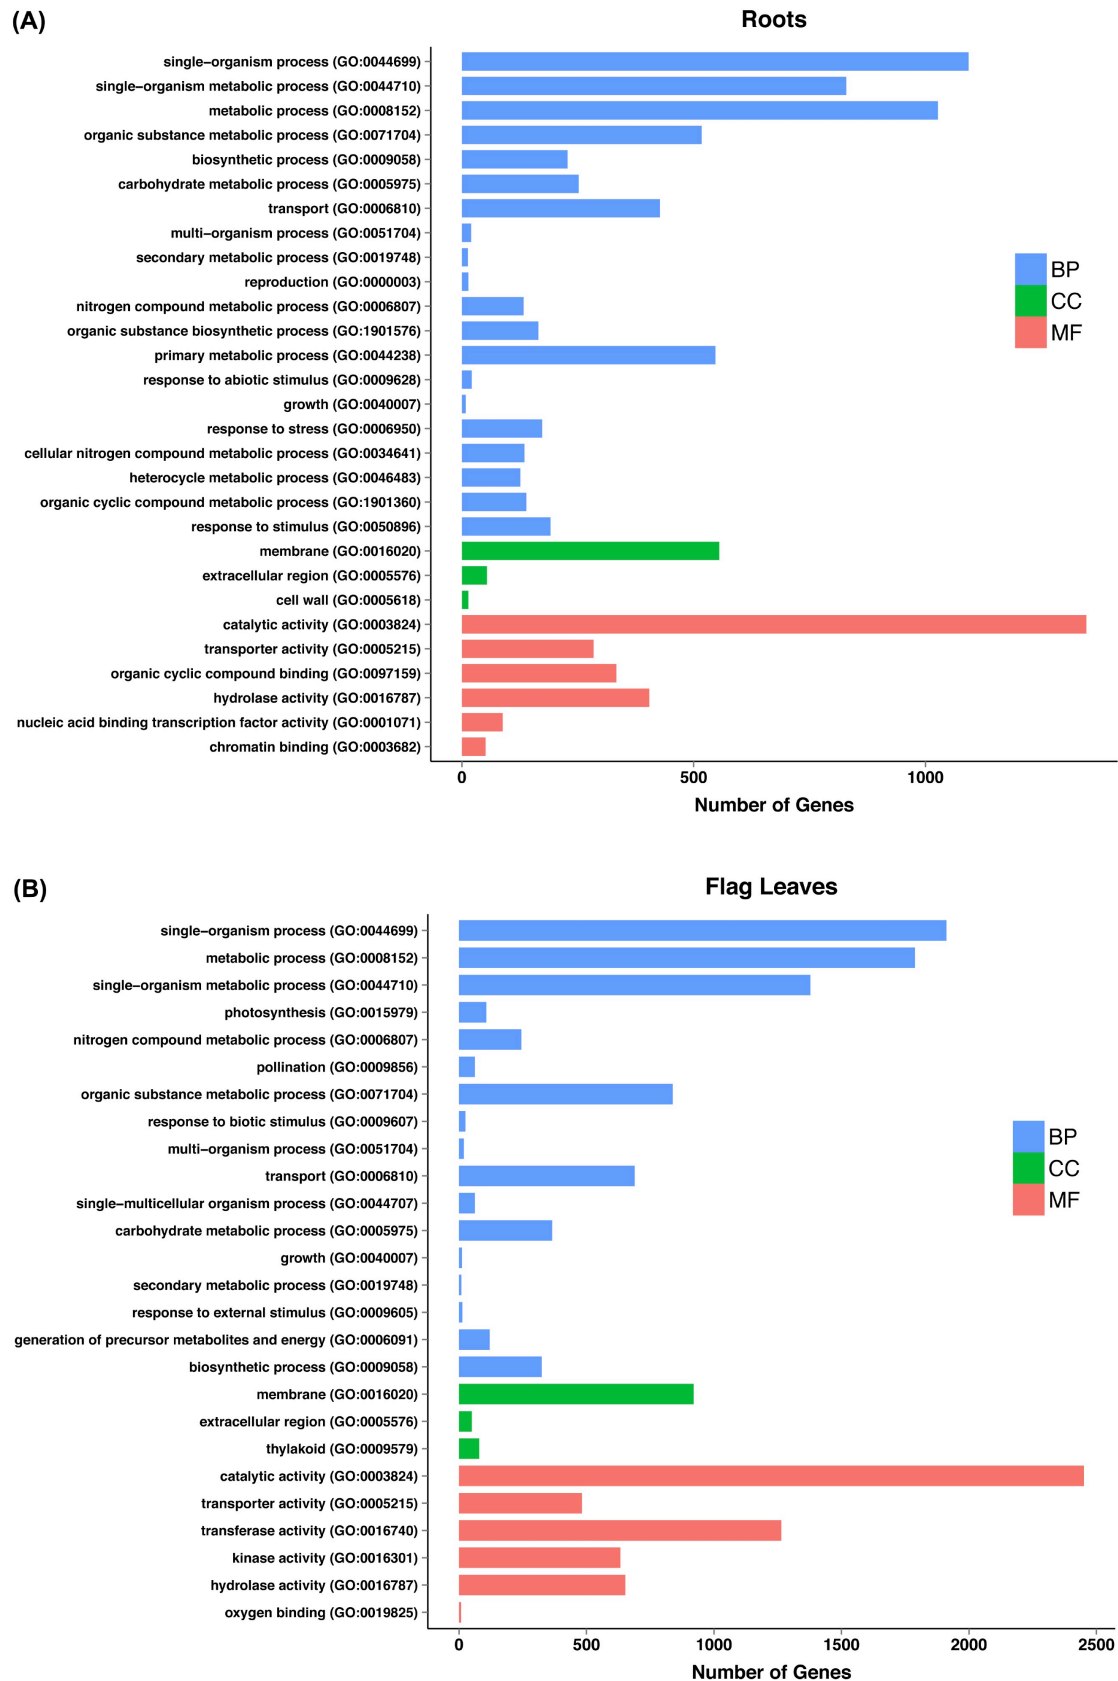 (A)
Roots
single−organism process (GO:0044699)
single−organism metabolic process (GO:0044710)
metabolic process (GO:0008152)
organic substance metabolic process (GO:0071704)
biosynthetic process (GO:0009058)
carbohydrate metabolic process (GO:0005975)
transport (GO:0006810)
multi−organism process (GO:0051704)
secondary metabolic process (GO:0019748)
reproduction (GO:0000003)
nitrogen compound metabolic process (GO:0006807)
organic substance biosynthetic process (GO:1901576)
primary metabolic process (GO:0044238)
response to abiotic stimulus (GO:0009628)
growth (GO:0040007)
response to stress (GO:0006950)
cellular nitrogen compound metabolic process (GO:0034641)
heterocycle metabolic process (GO:0046483)
organic cyclic compound metabolic process (GO:1901360)
response to stimulus (GO:0050896)
membrane (GO:0016020)
extracellular region (GO:0005576)
cell wall (GO:0005618)
catalytic activity (GO:0003824)
transporter activity (GO:0005215)
organic cyclic compound binding (GO:0097159)
hydrolase activity (GO:0016787)
nucleic acid binding transcription factor activity (GO:0001071)
chromatin binding (GO:0003682)
BP
CC
MF
0 500 1000
Number of Genes
(B)
Flag Leaves
single−organism process (GO:0044699)
metabolic process (GO:0008152)
single−organism metabolic process (GO:0044710)
photosynthesis (GO:0015979)
nitrogen compound metabolic process (GO:0006807)
pollination (GO:0009856)
organic substance metabolic process (GO:0071704)
response to biotic stimulus (GO:0009607)
multi−organism process (GO:0051704)
transport (GO:0006810)
single−multicellular organism process (GO:0044707)
carbohydrate metabolic process (GO:0005975)
growth (GO:0040007)
secondary metabolic process (GO:0019748)
response to external stimulus (GO:0009605)
generation of precursor metabolites and energy (GO:0006091)
biosynthetic process (GO:0009058)
membrane (GO:0016020)
extracellular region (GO:0005576)
thylakoid (GO:0009579)
catalytic activity (GO:0003824)
transporter activity (GO:0005215)
transferase activity (GO:0016740)
kinase activity (GO:0016301)
hydrolase activity (GO:0016787)
oxygen binding (GO:0019825)
BP
CC
MF
0 500 1000 1500 2000 2500
Number of Genes